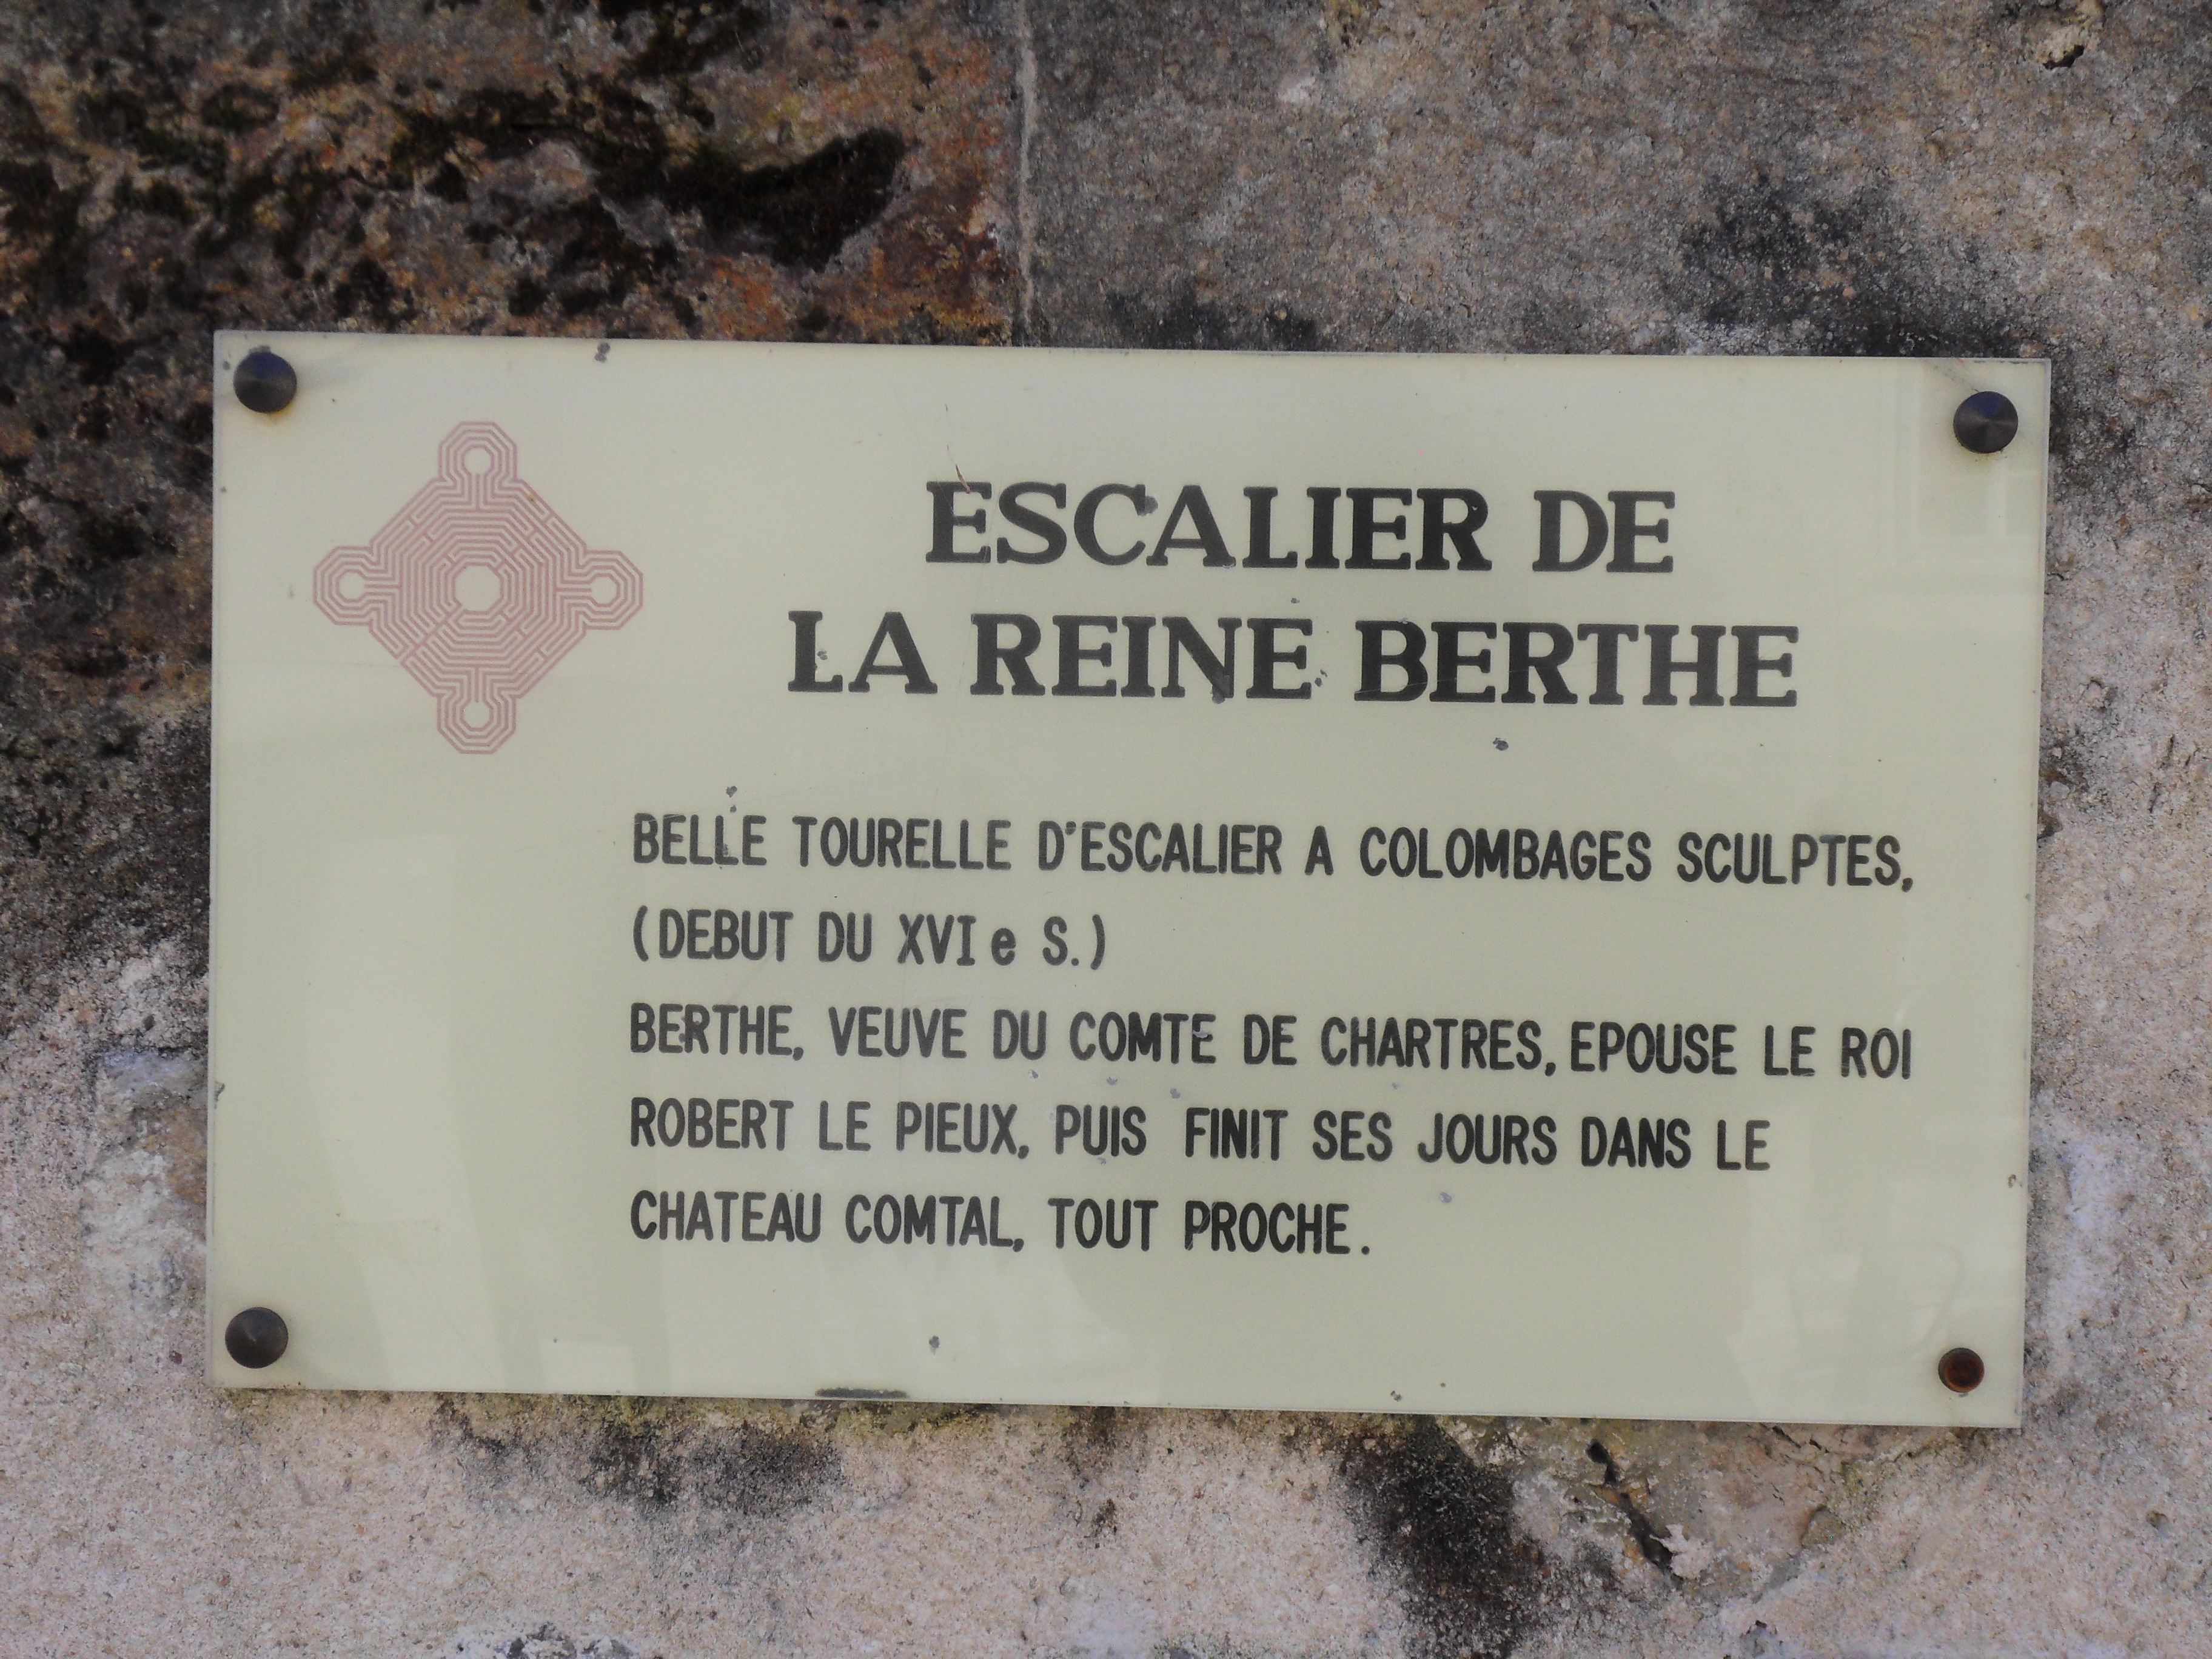 ESCALIER DE
LA REINE BERTHE
BELLE TOURELLE D'ESCALIER A COLOMBAGES SCULPTES,
(DEBUT DU XVI e S.)
BERTHE, VEUVE DU COMTE DE CHARTRES, EPOUSE LE ROI
ROBERT LE PIEUX, PUIS FINIT SES JOURS DANS LE
CHATEAU COMTAL, TOUT PROCHE.